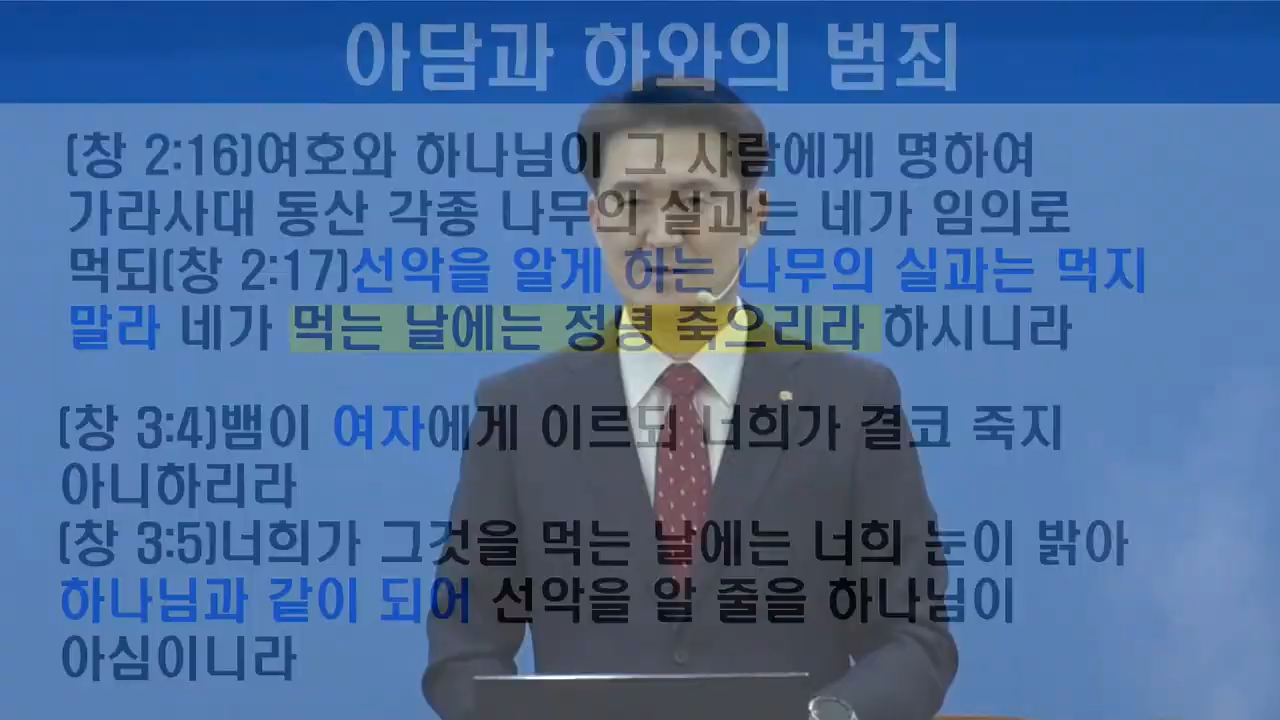 아담과 하와의 범죄
(창 2:16)여호와 하나님이 그 사람에게 명하여
가라사대 동산 각종 나무의 실과는 네가 임의로
먹되(창 2:17)선악을 알게 하는 나무의 실과는 먹지
말라 네가 먹는 날에는 정녕 죽으리라 하시니라
(창 3:4)뱀이 여자에게 이르되 너희가 결코 죽지
아니하리라
(창 3:5)너희가 그것을 먹는 날에는 너희 눈이 밝아
하나님과 같이 되어 선악을 알 줄을 하나님이
아심이니라